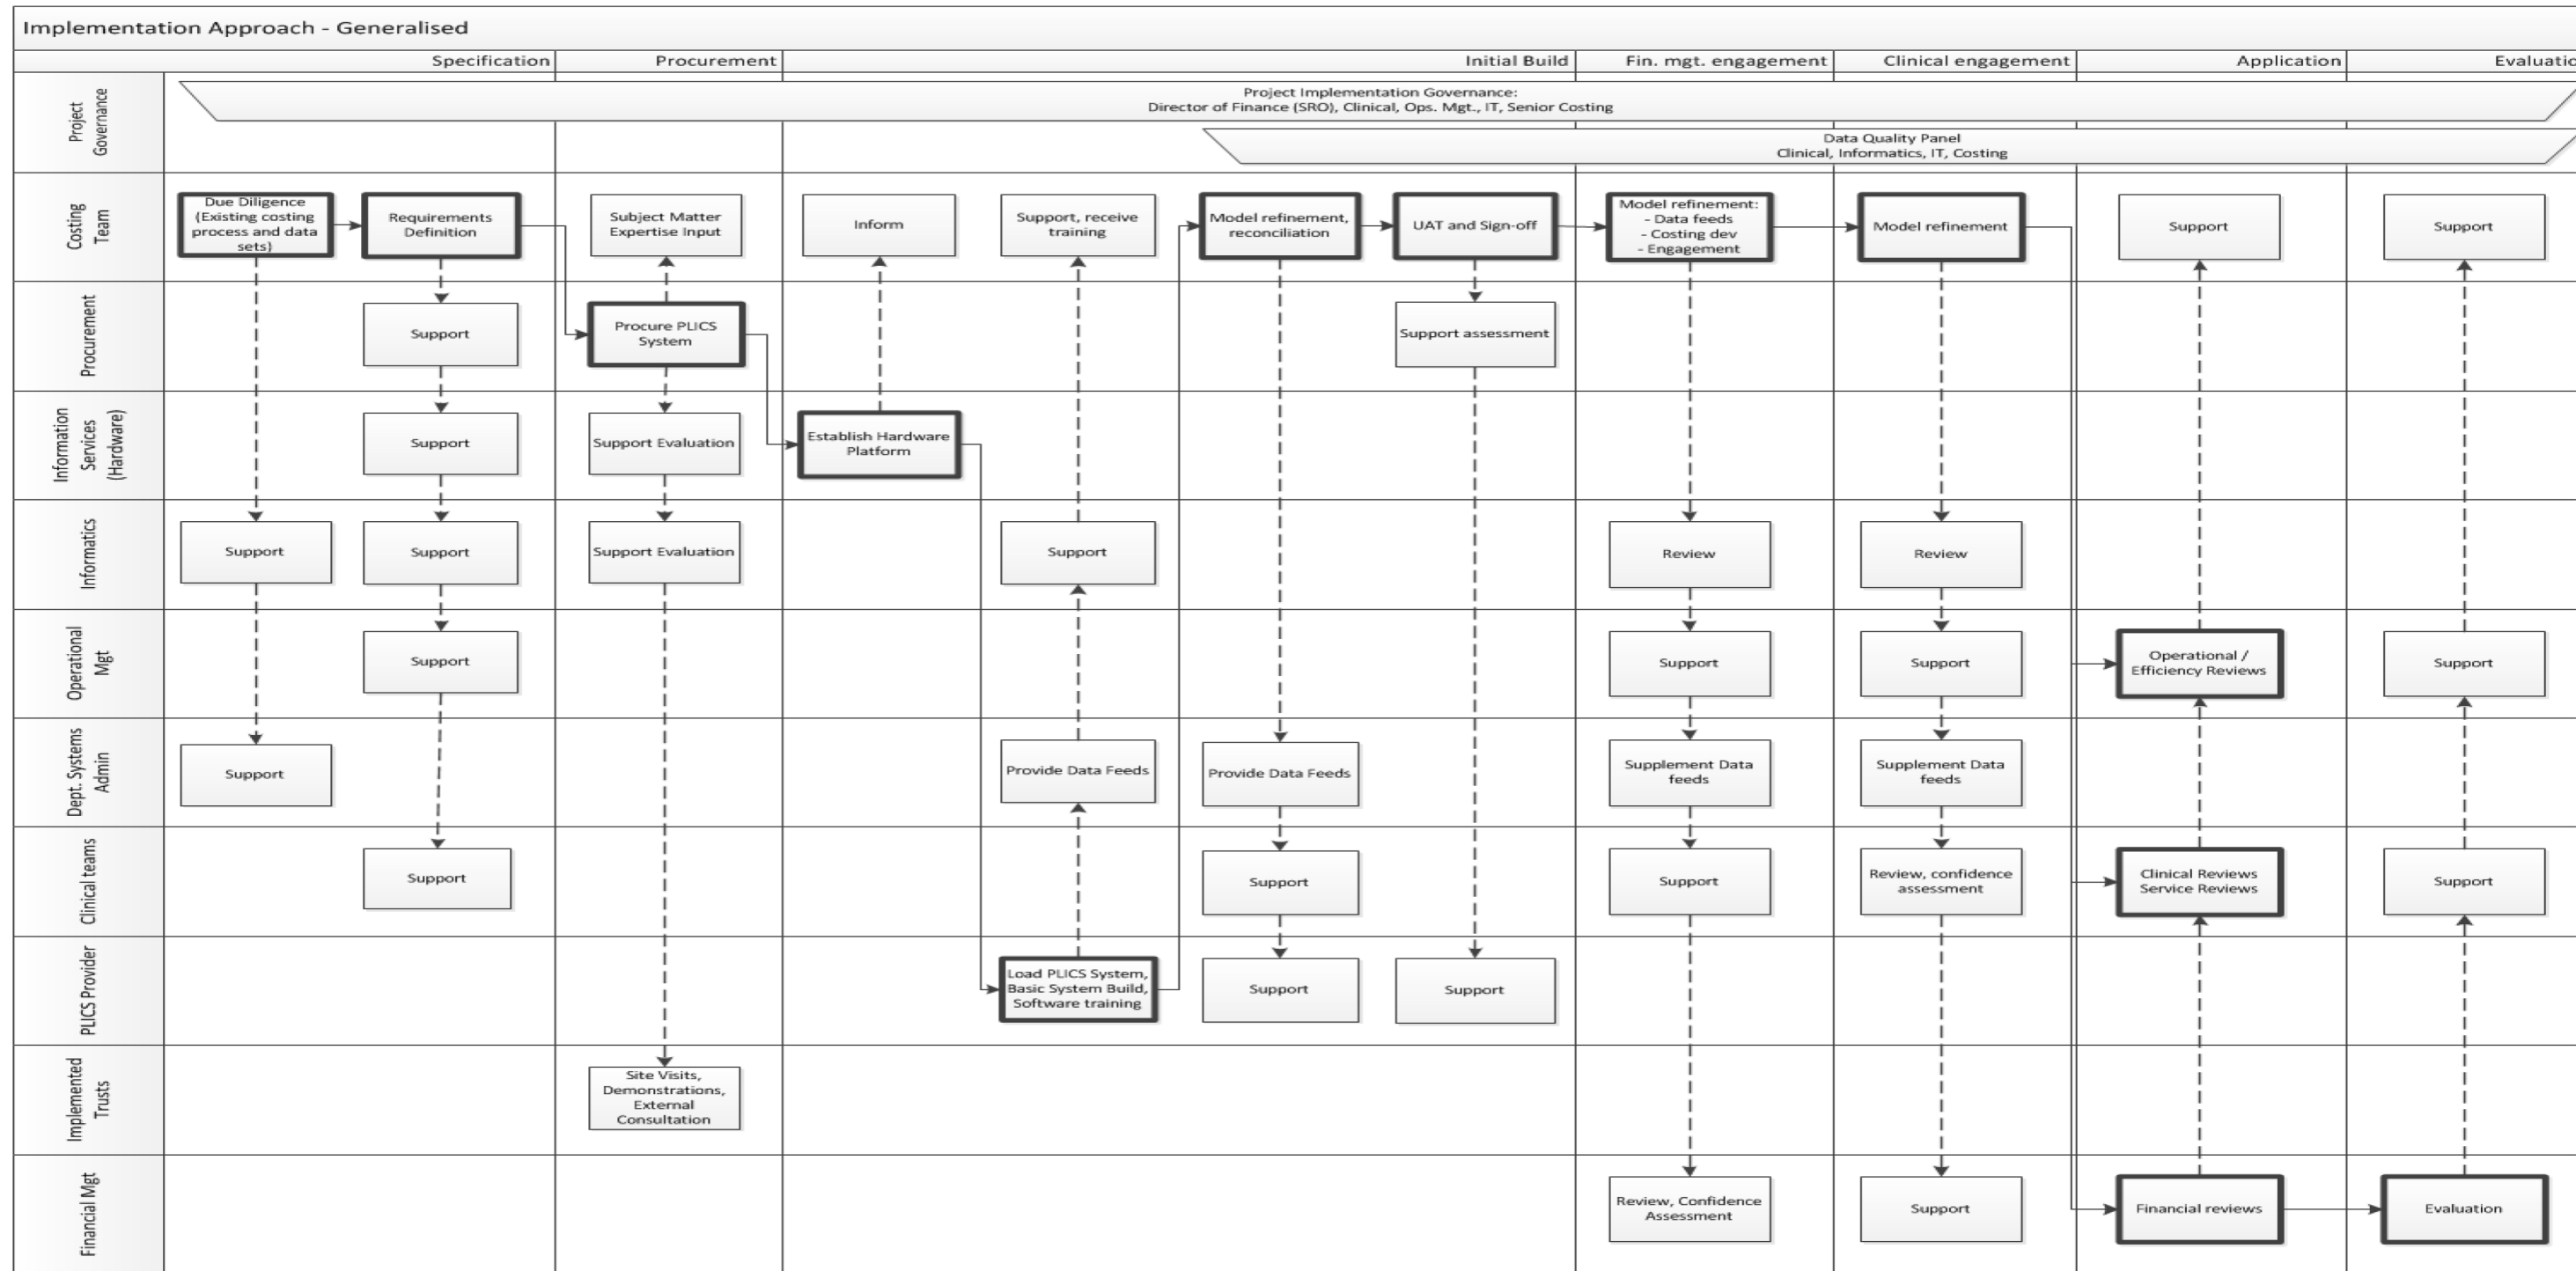 Implementation Approach - Generalised
Specification
Procurement
Initial Build
Fin. mgt. engagement
Clinical engagement
Application
Evaluatio
Project
Governance
Project Implementation Governance:
Director of Finance (SRO), Clinical, Ops. Mgt., IT, Senior Costing
Data Quality Panel
Clinical, Informatics, IT, Costing
Costing
Team
Due Diligence
(Existing costing
process and data
sets)
Requirements
Definition
Subject Matter
Expertise Input
Inform
Support, receive
training
Model refinement,
reconciliation
UAT and Sign-off
Model refinement:
- Data feeds
- Costing dev
- Engagement
Model refinement
Support
Support
Procurement
Support
Procure PLICS
System
Support assessment
Information
Services
(Hardware)
Support
Support Evaluation
Establish Hardware
Platform
Informatics
Support
Support
Support Evaluation
Support
Review
Review
Operational
Mgt
Support
Support
Support
Operational /
Efficiency Reviews
Support
Dept. Systems
Admin
Support
Provide Data Feeds
Provide Data Feeds
Supplement Data
feeds
Supplement Data
feeds
Clinical teams
Support
Support
Support
Review, confidence
assessment
Clinical Reviews
Service Reviews
Support
PLICS Provider
Load PLICS System,
Basic System Build,
Software training
Support
Support
Implemented
Trusts
Site Visits,
Demonstrations,
External
Consultation
Financial Mgt
Review, Confidence
Assessment
Support
Financial reviews
Evaluation